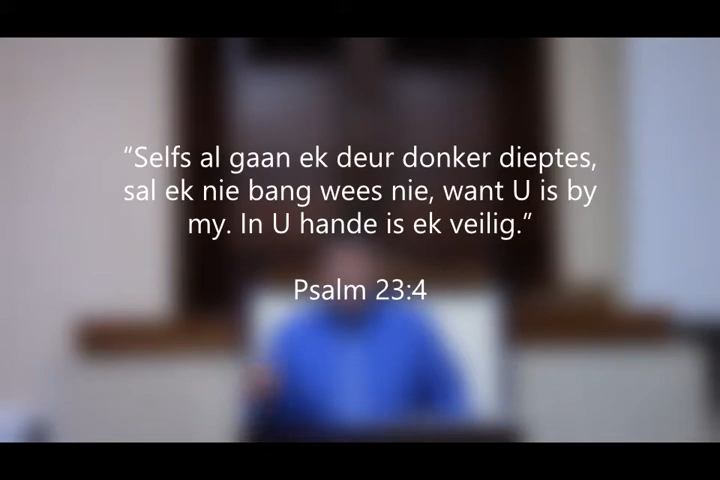 “Selfs al gaan ek deur donker dieptes,
sal ek nie bang wees nie, want U is by
my. In U hande is ek veilig.”
Psalm 23:4